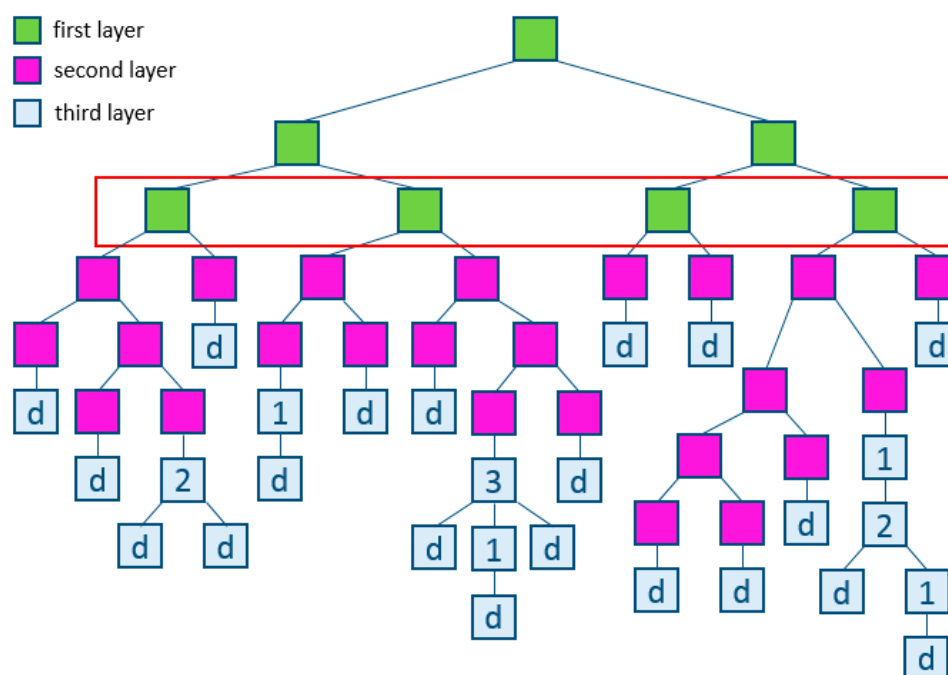 first layer
second layer
third layer
d d d d
d 1 d d
d 2 d 3 d d 1
d d d 1 d 2
d d d d 1
d